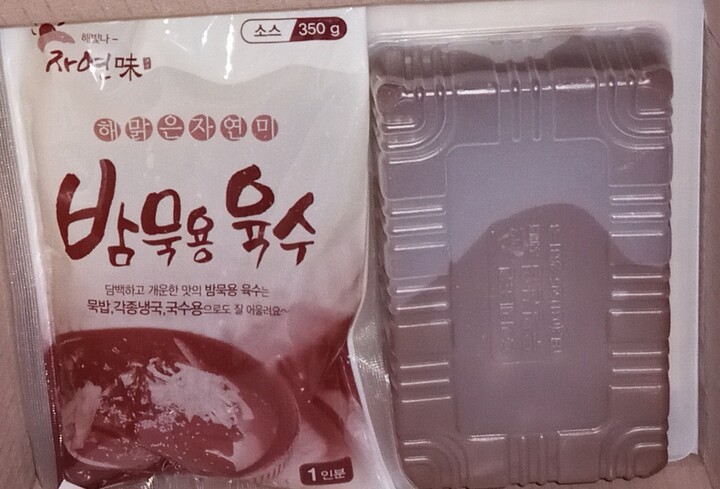 소스 350 g
해빛나-
자연味
해맑은자연미
밤묵용 육수
담백하고 개운한 맛의 밤묵용 육수는
묵밥,각종냉국,국수용으로도 잘 어울려요~
1인분